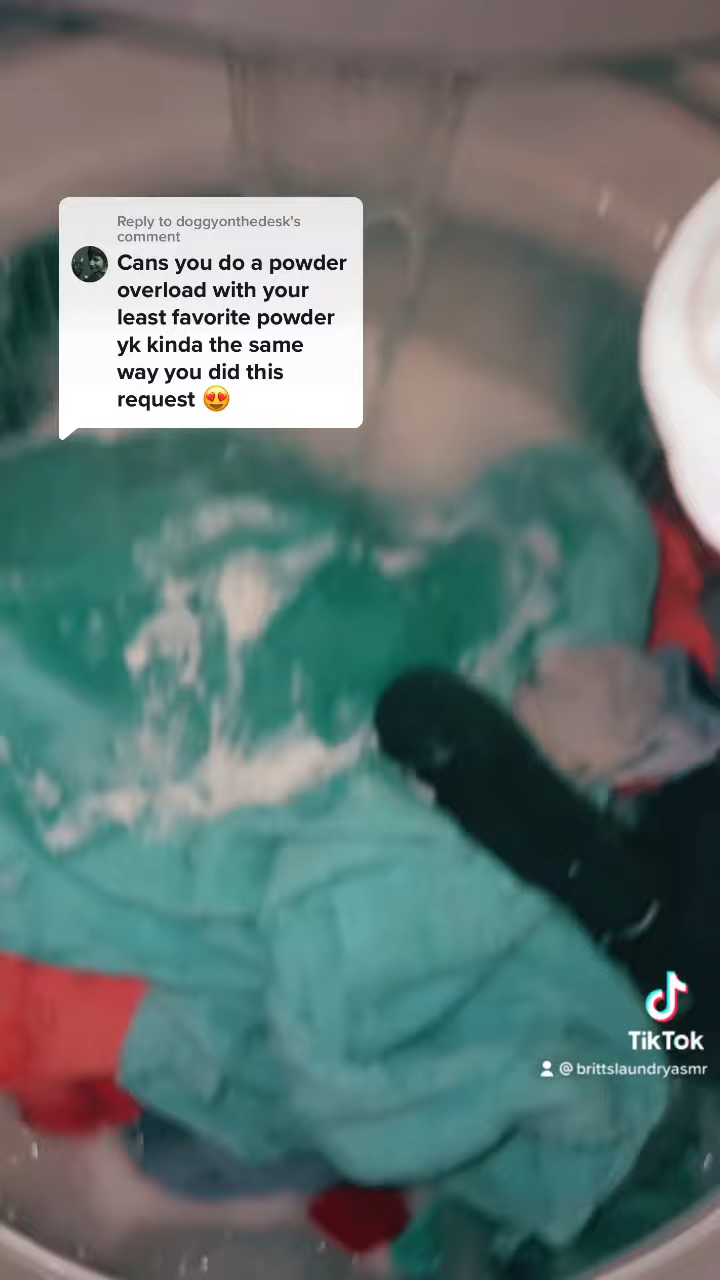 Reply to doggyonthedesk's
comment
Cans you do a powder
overload with your
least favorite powder
yk kinda the same
way you did this
request 😍
TikTok
@brittslaundryasmr